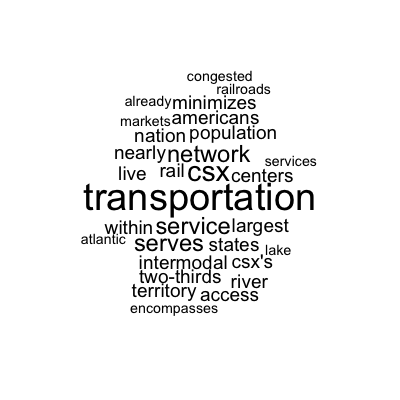 congested
railroads
already minimizes
markets americans
nation population
nearly network services
live rail csx centers
transportation
within service largest
atlantic serves states lake
intermodal csx's
two-thirds river
territory access
encompasses